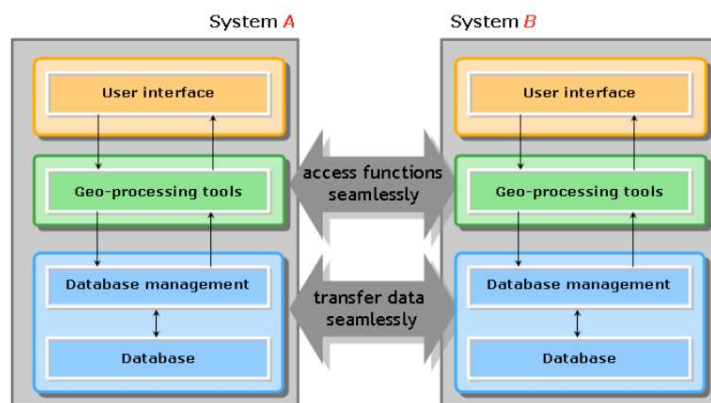 System A
System B
User interface
User interface
access functions
seamlessly
Geo-processing tools
Geo-processing tools
Database management
Database management
transfer data
seamlessly
Database
Database